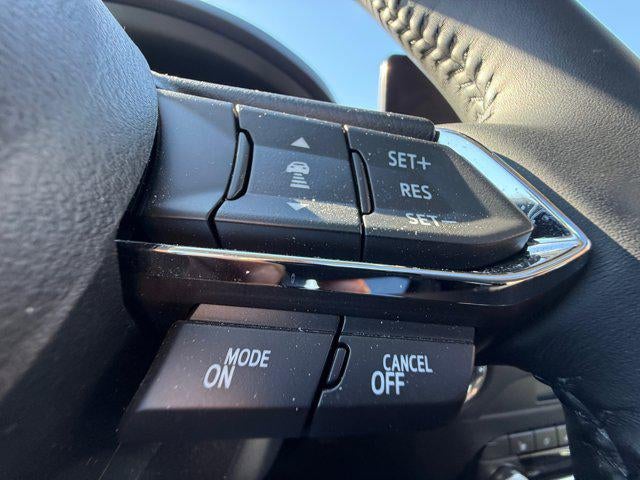 SET+
RES
SET-
MODE
ON
CANCEL
OFF